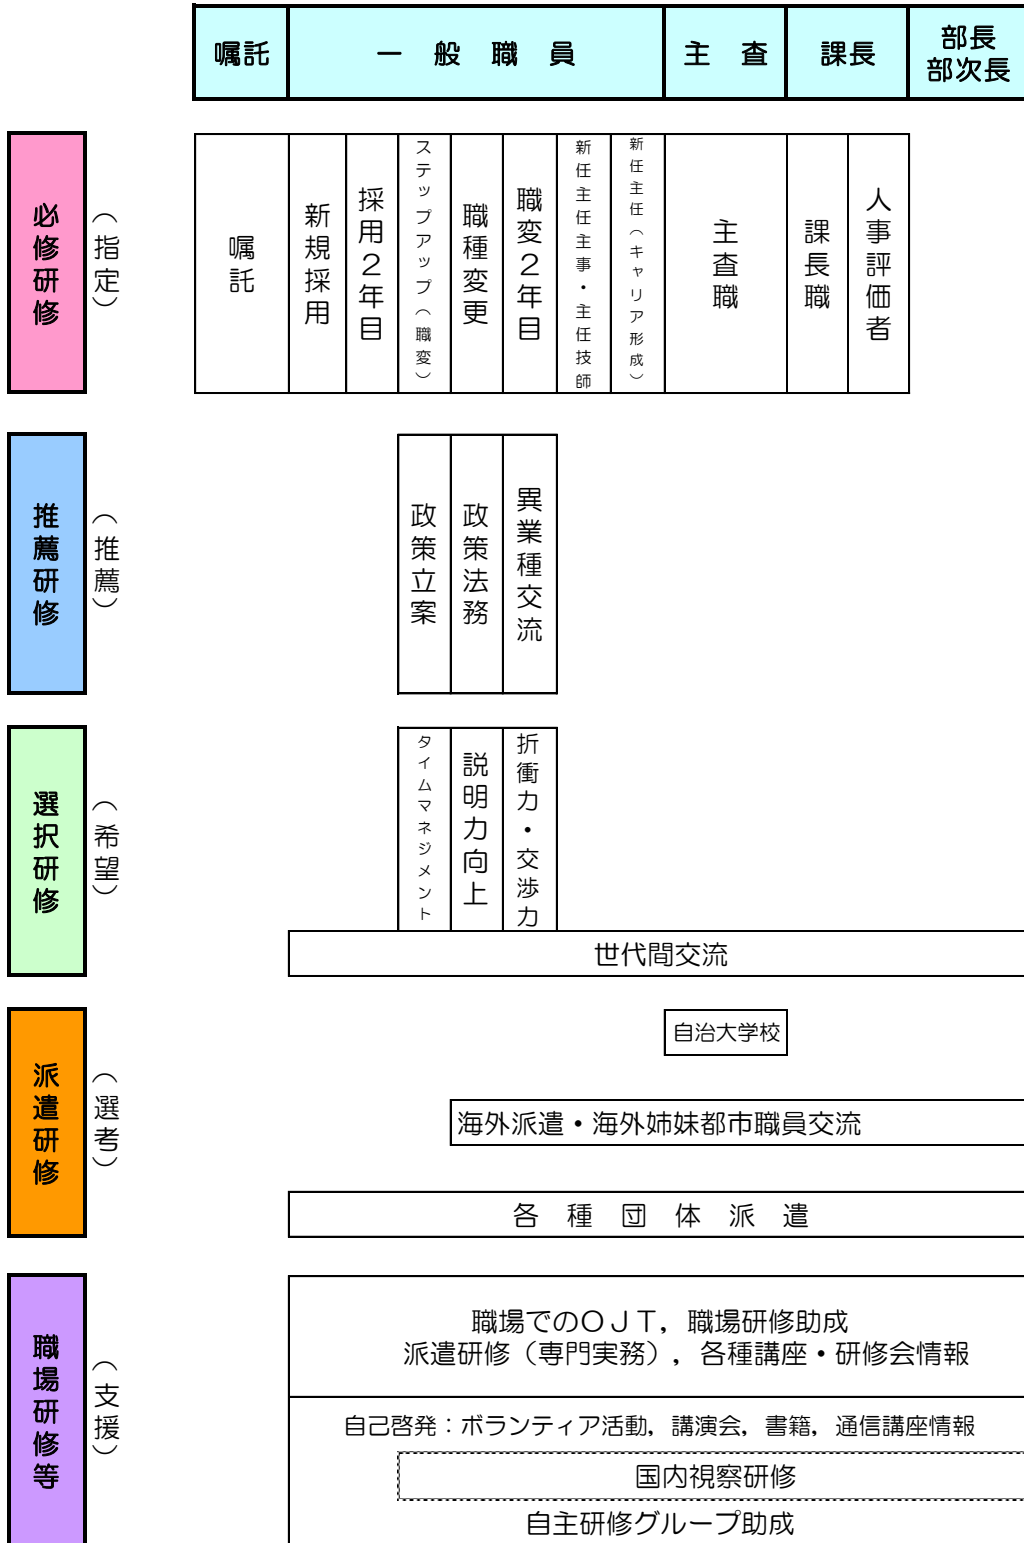 嘱託
一般職員
主査
課長
部長
部次長
必修研修
（指定）
嘱託
新規採用
採用２年目
ステップアップ（職変）
職種変更
職変２年目
新任主任主事・主任技師
新任主任（キャリア形成）
主査職
課長職
人事評価者
推薦研修
（推薦）
政策立案
政策法務
異業種交流
選択研修
（希望）
タイムマネジメント
説明力向上
折衝力・交渉力
世代間交流
派遣研修
（選考）
自治大学校
海外派遣・海外姉妹都市職員交流
各種団体派遣
職場研修等
（支援）
職場でのＯＪＴ，職場研修助成
派遣研修（専門実務），各種講座・研修会情報
自己啓発：ボランティア活動，講演会，書籍，通信講座情報
国内視察研修
自主研修グループ助成